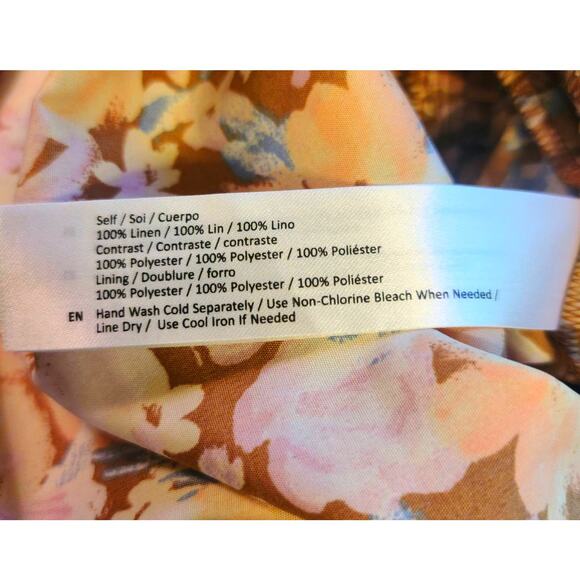 Self / Soi / Cuerpo
100% Linen / 100% Lin / 100% Lino
Contrast / Contraste / contraste
100% Polyester / 100% Polyester / 100% Poliéster
Lining / Doublure / forro
100% Polyester / 100% Polyester / 100% Poliéster
EN Hand Wash Cold Separately / Use Non-Chlorine Bleach When Needed /
Line Dry / Use Cool Iron If Needed